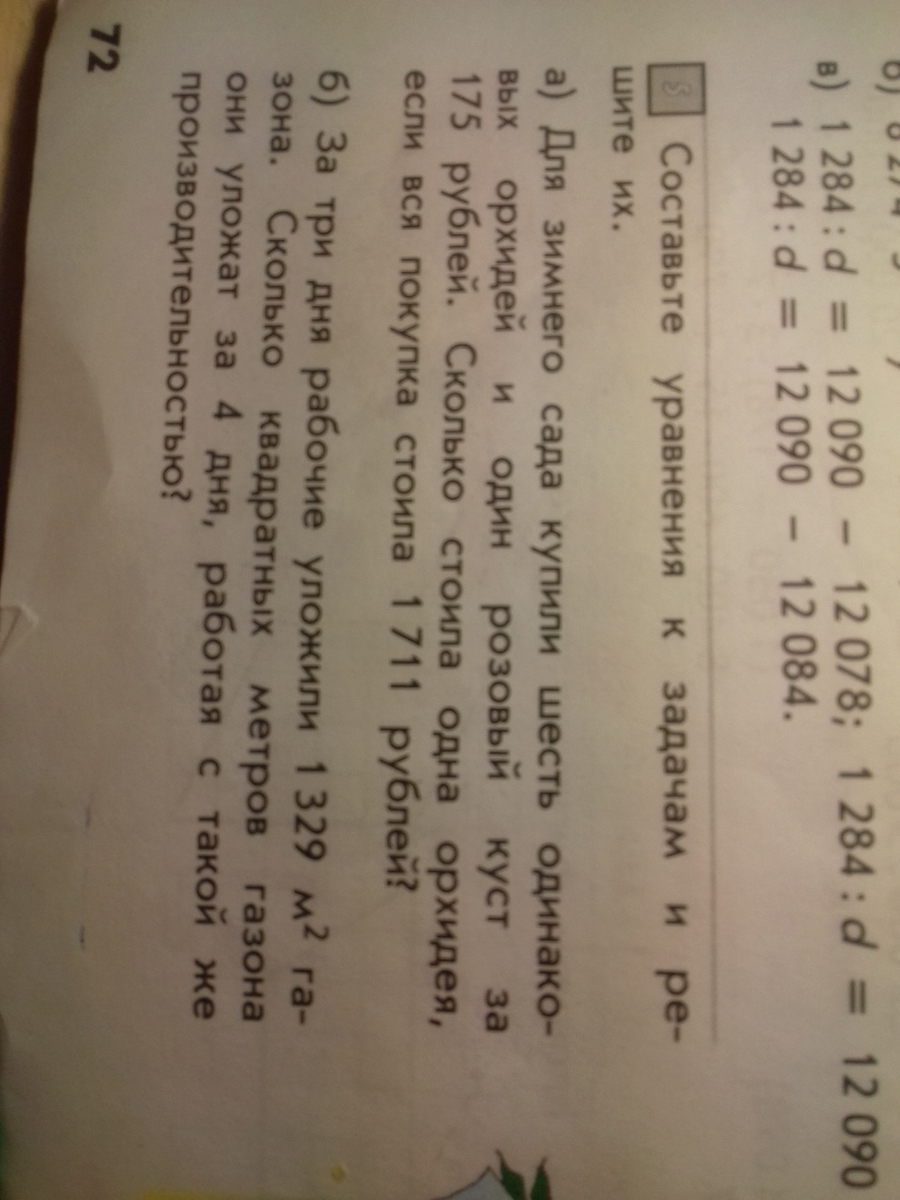 в) 1 284 : d = 12 090 – 12 078; 1 284 : d = 12 090
1 284 : d = 12 090 – 12 084.
Составьте уравнения к задачам и ре-
шите их.
а) Для зимнего сада купили шесть одинако-
вых орхидей и один розовый куст за
175 рублей. Сколько стоила одна орхидея,
если вся покупка стоила 1 711 рублей?
б) За три дня рабочие уложили 1 329 м² га-
зона. Сколько квадратных метров газона
они уложат за 4 дня, работая с такой же
производительностью?
72